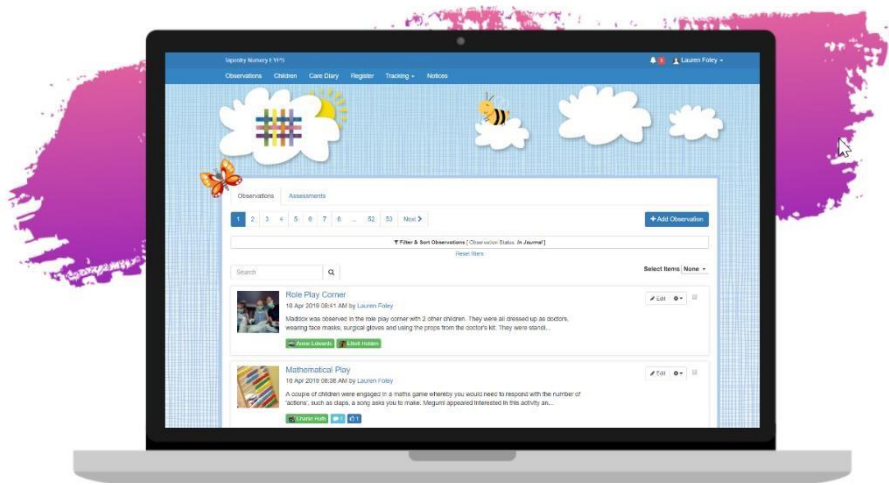 Tapestry Nursery EYFS
Lauren Foley
Observations Children Care Diary Register Tracking Notices
Observations Assessments
1 2 3 4 5 6 7 8 ... 52 53 Next
+ Add Observation
Filter & Sort Observations [ Observation Status: In Journal ]
Reset filters
Search
Select Items None
Role Play Corner
Edit
18 Apr 2019 08:41 AM by Lauren Foley
Maddox was observed in the role play corner with 2 other children. They were all dressed up as doctors,
wearing face masks, surgical gloves and using the props from the doctor's kit. They were standi...
Mathematical Play
Edit
18 Apr 2019 08:38 AM by Lauren Foley
A couple of children were engaged in a maths game whereby you would need to respond with the number of
'actions', such as claps, a song asks you to make. Megumi appeared interested in this activity an...
1